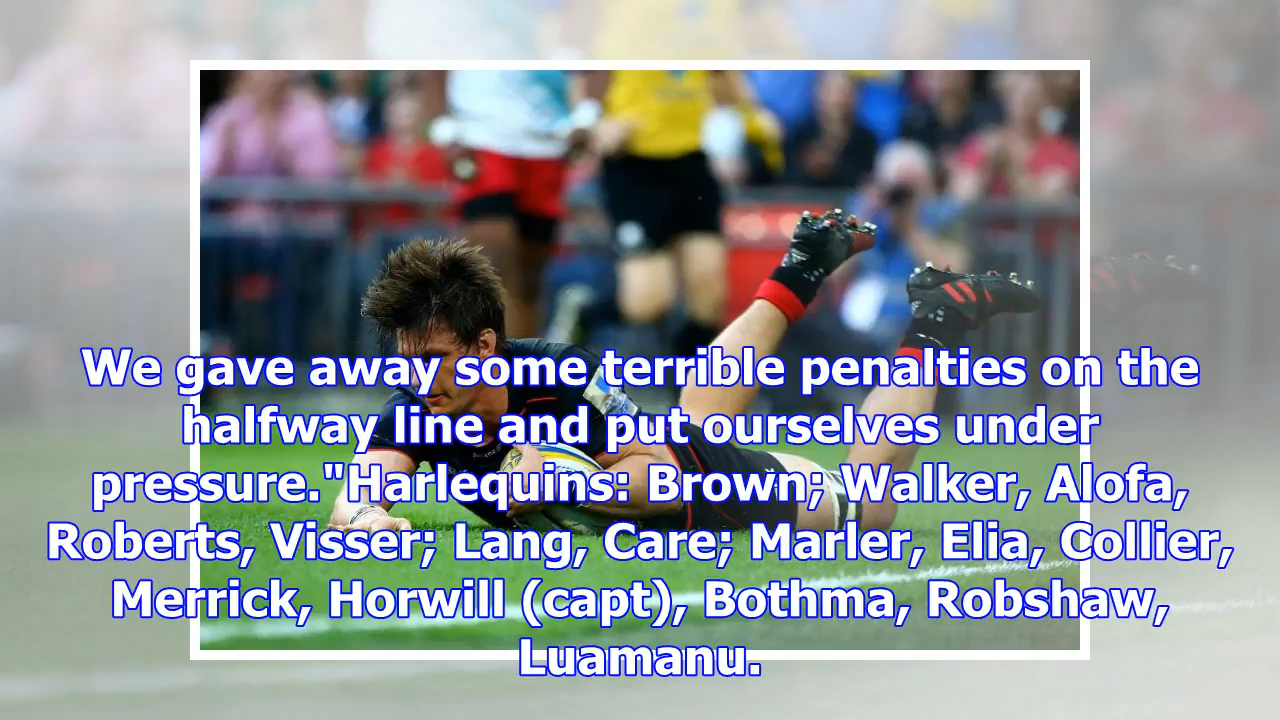 We gave away some terrible penalties on the
halfway line and put ourselves under
pressure."Harlequins: Brown; Walker, Alofa,
Roberts, Visser; Lang, Care; Marler, Elia, Collier,
Merrick, Horwill (capt), Bothma, Robshaw,
Luamanu.